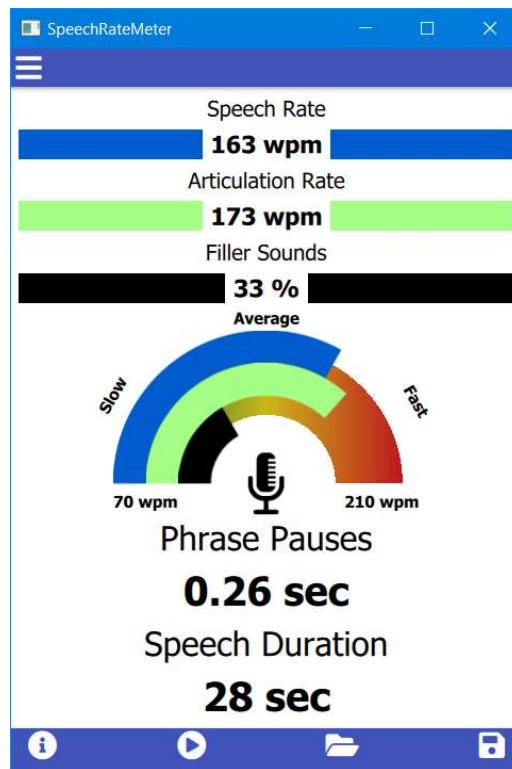 SpeechRateMeter
Speech Rate
163 wpm
Articulation Rate
173 wpm
Filler Sounds
33 %
Average
Slow
Fast
70 wpm
210 wpm
Phrase Pauses
0.26 sec
Speech Duration
28 sec